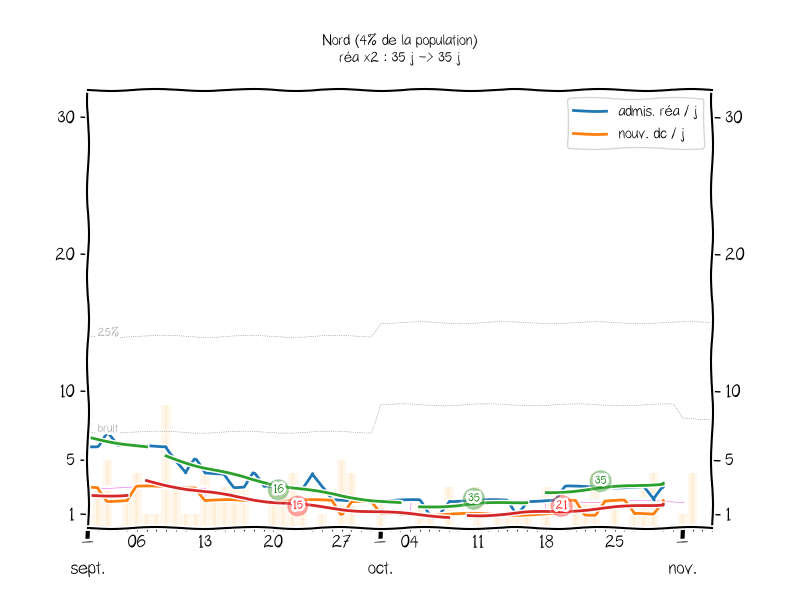 Nord (4% de la population)
réa x2 : 35 j -> 35 j
admis. réa / j
nouv. dc / j
30 30
20 20
25%
10 10
bruit
5 5
16 35 35
15 21
1 1
06 13 20 27 04 11 18 25
sept. oct. nov.